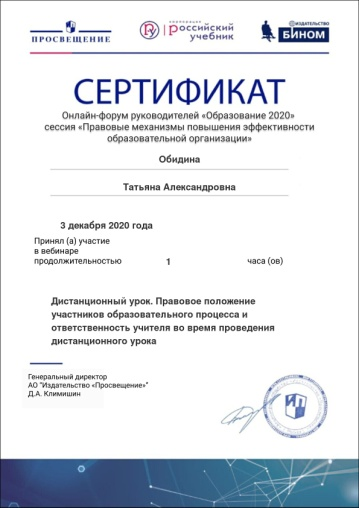 ПРОСВЕЩЕНИЕ
корпорация
российский
учебник
ИЗДАТЕЛЬСТВО
БИНОМ
СЕРТИФИКАТ
Онлайн-форум руководителей «Образование 2020»
сессия «Правовые механизмы повышения эффективности
образовательной организации»
Обидина
Татьяна Александровна
3 декабря 2020 года
Принял (а) участие
в вебинаре
продолжительностью 1 часа (ов)
Дистанционный урок. Правовое положение
участников образовательного процесса и
ответственность учителя во время проведения
дистанционного урока
Генеральный директор
АО "Издательство «Просвещение»"
Д.А. Климишин